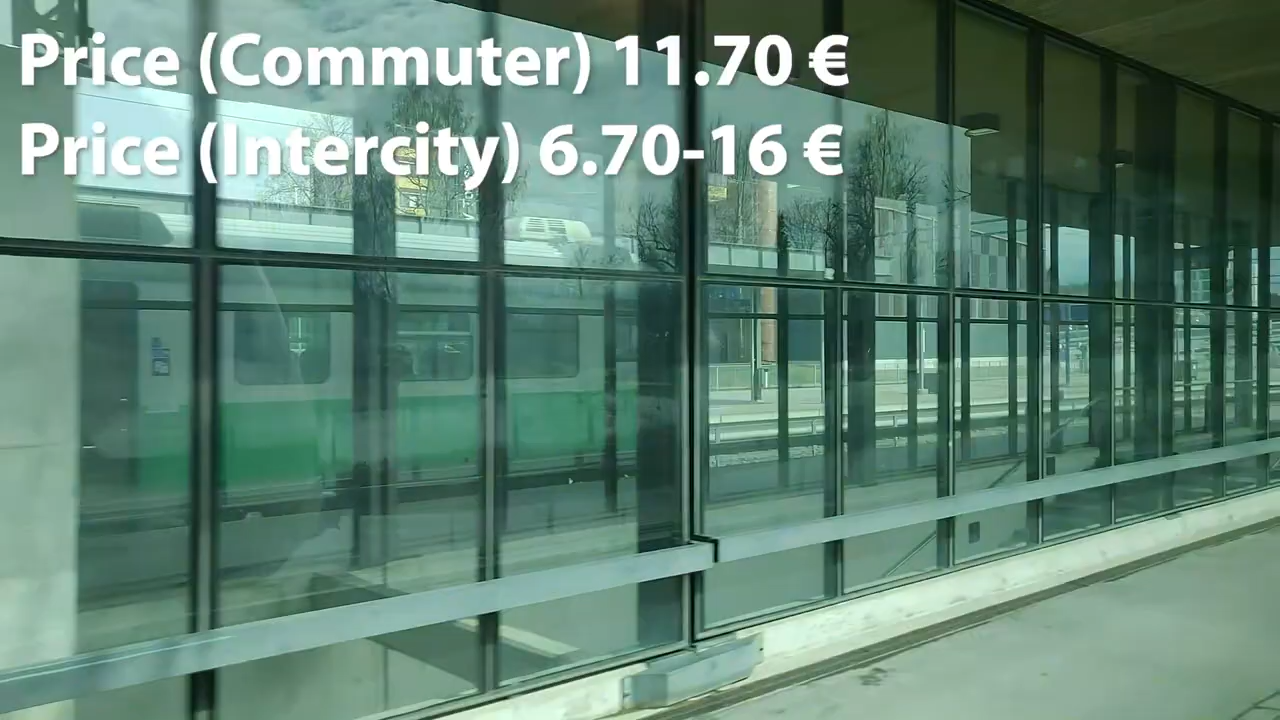 Price (Commuter) 11.70 €
Price (Intercity) 6.70-16 €